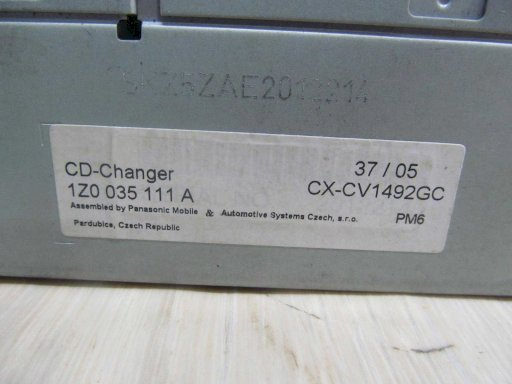 CD-Changer
37 / 05
1Z0 035 111 A
CX-CV1492GC
Assembled by Panasonic Mobile & Automotive Systems Czech, s.r.o.
PM6
Pardubice, Czech Republic